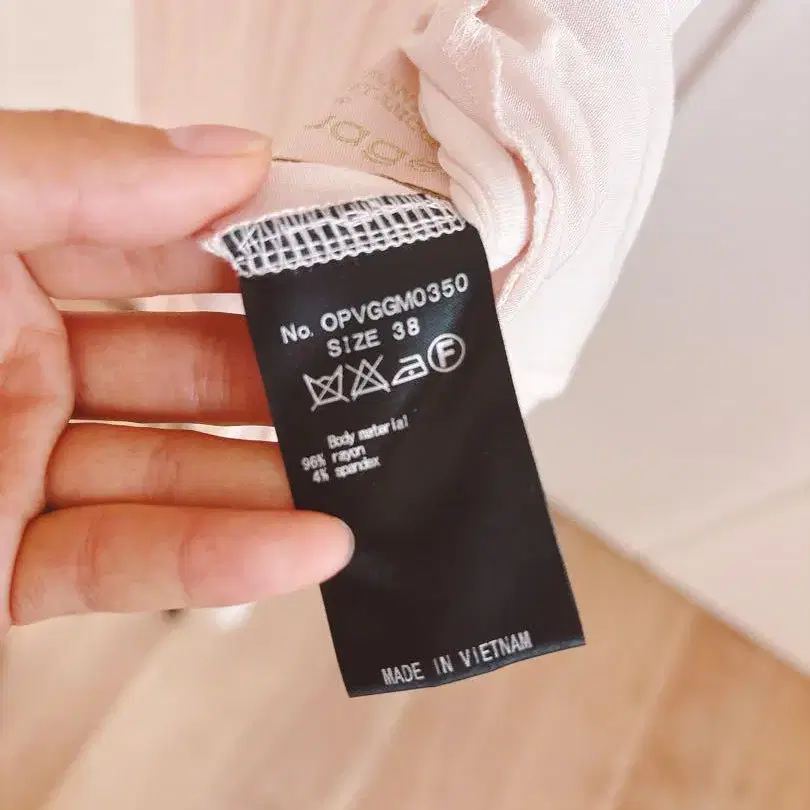 No. OPVGGM0350
SIZE 38
F
Body material
96% rayon
4% spandex
MADE IN VIETNAM